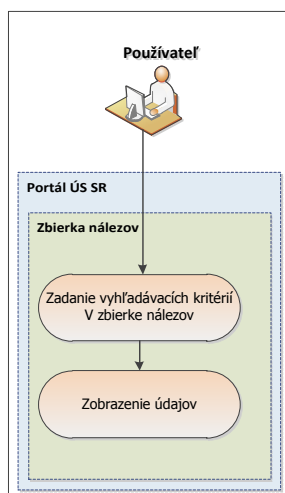 Používateľ
Portál ÚS SR
Zbierka nálezov
Zadanie vyhľadávacích kritérií
V zbierke nálezov
Zobrazenie údajov